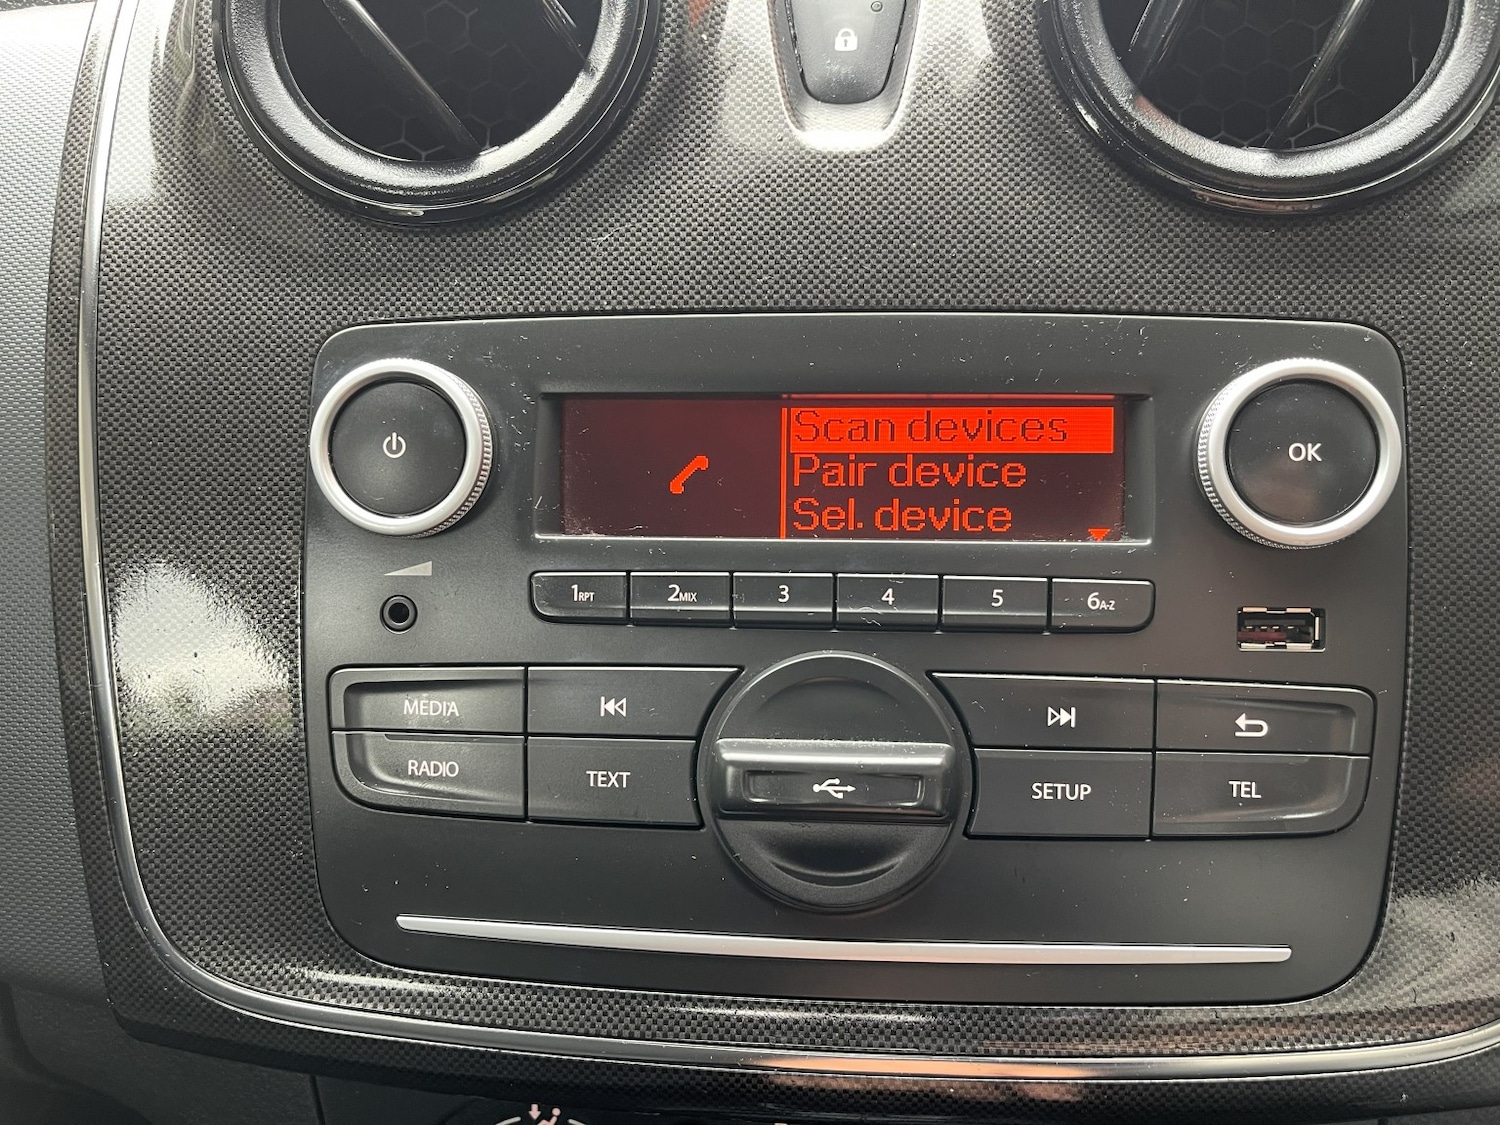 Scan devices
Pair device
Sel. device
OK
1RPT
2MIX
3
4
5
6A-Z
MEDIA
RADIO
TEXT
SETUP
TEL